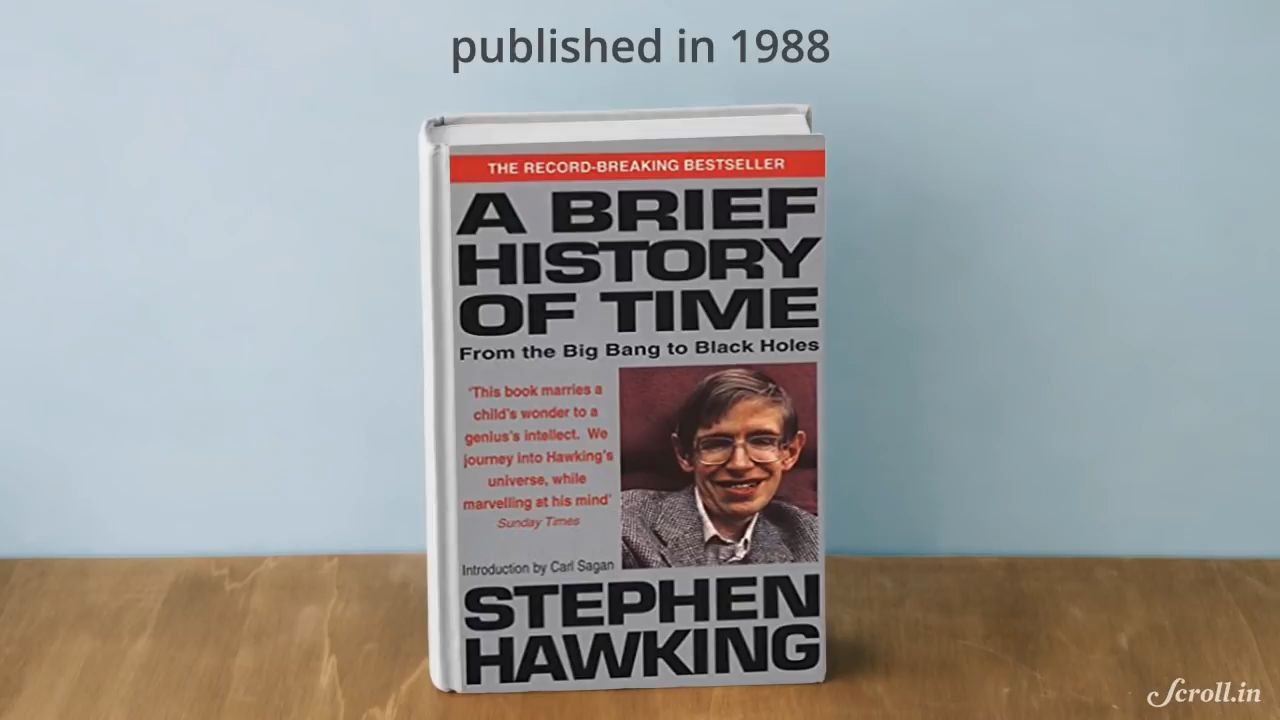 published in 1988
THE RECORD-BREAKING BESTSELLER
A BRIEF
HISTORY
OF TIME
From the Big Bang to Black Holes
'This book marries a
child's wonder to a
genius's intellect. We
journey into Hawking's
universe, while
marvelling at his mind'
Sunday Times
Introduction by Carl Sagan
STEPHEN
HAWKING
Scroll.in